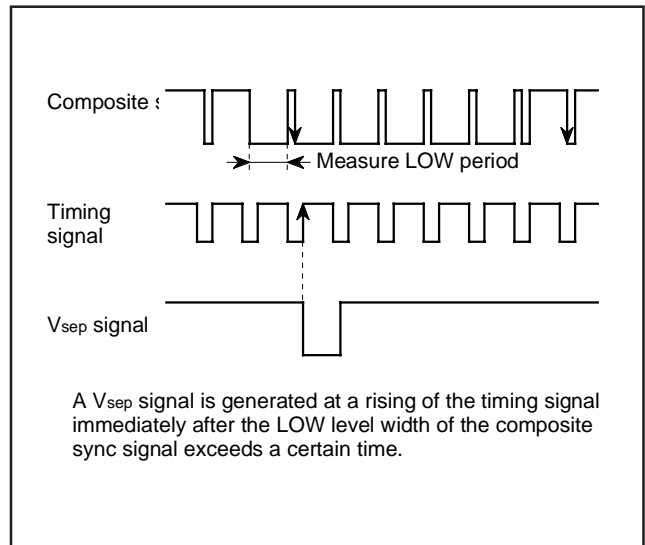 Composite
Measure LOW period
Timing
signal
Vsep signal
A Vsep signal is generated at a rising of the timing signal
immediately after the LOW level width of the composite
sync signal exceeds a certain time.